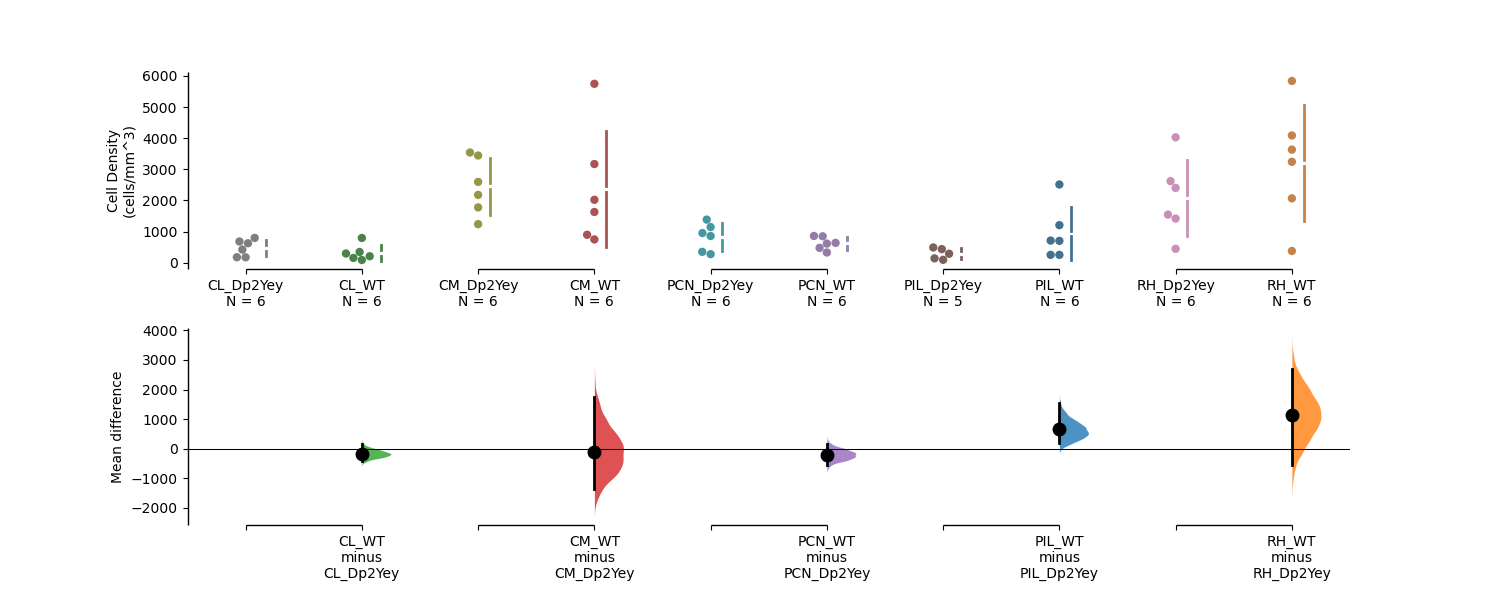 6000
5000
4000
3000
2000
1000
0
Cell Density
(cells/mm^3)
CL_Dp2Yey
N = 6
CL_WT
N = 6
CM_Dp2Yey
N = 6
CM_WT
N = 6
PCN_Dp2Yey
N = 6
PCN_WT
N = 6
PIL_Dp2Yey
N = 5
PIL_WT
N = 6
RH_Dp2Yey
N = 6
RH_WT
N = 6
4000
3000
2000
1000
0
−1000
−2000
Mean difference
CL_WT
minus
CL_Dp2Yey
CM_WT
minus
CM_Dp2Yey
PCN_WT
minus
PCN_Dp2Yey
PIL_WT
minus
PIL_Dp2Yey
RH_WT
minus
RH_Dp2Yey